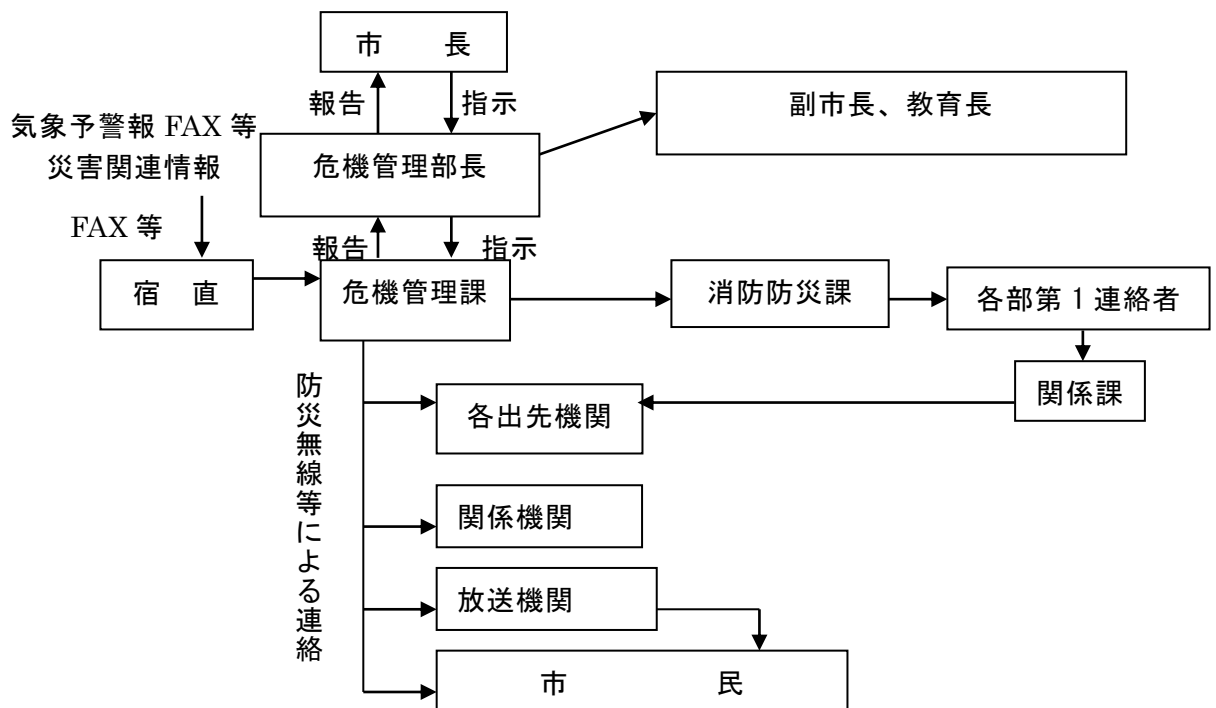 市　　長
報告
指示
副市長、教育長
気象予警報 FAX 等
災害関連情報
危機管理部長
FAX 等
報告
指示
宿　直
危機管理課
消防防災課
各部第１連絡者
防災無線等による連絡
各出先機関
関係課
関係機関
放送機関
市　　　　民